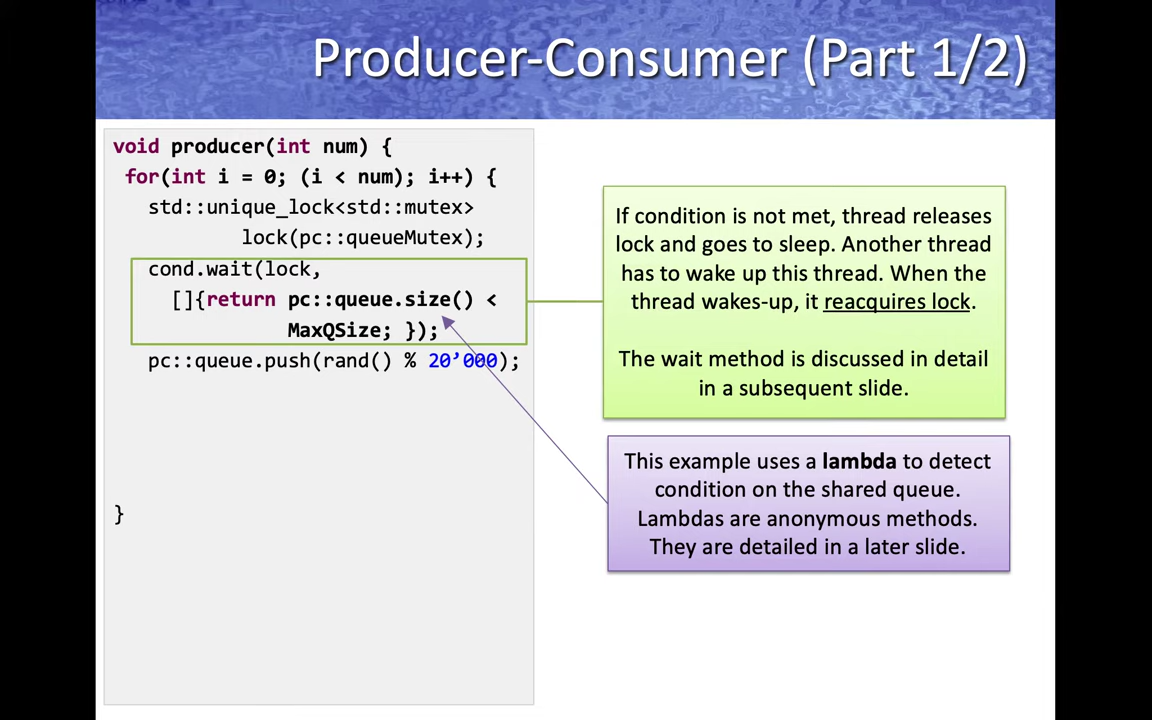 Producer-Consumer (Part 1/2)
void producer(int num) {
for(int i = 0; (i < num); i++) {
std::unique_lock<std::mutex>
lock(pc::queueMutex);
cond.wait(lock,
[]{return pc::queue.size() <
MaxQSize; });
pc::queue.push(rand() % 20’000);
}
If condition is not met, thread releases
lock and goes to sleep. Another thread
has to wake up this thread. When the
thread wakes-up, it reacquires lock.
The wait method is discussed in detail
in a subsequent slide.
This example uses a lambda to detect
condition on the shared queue.
Lambdas are anonymous methods.
They are detailed in a later slide.